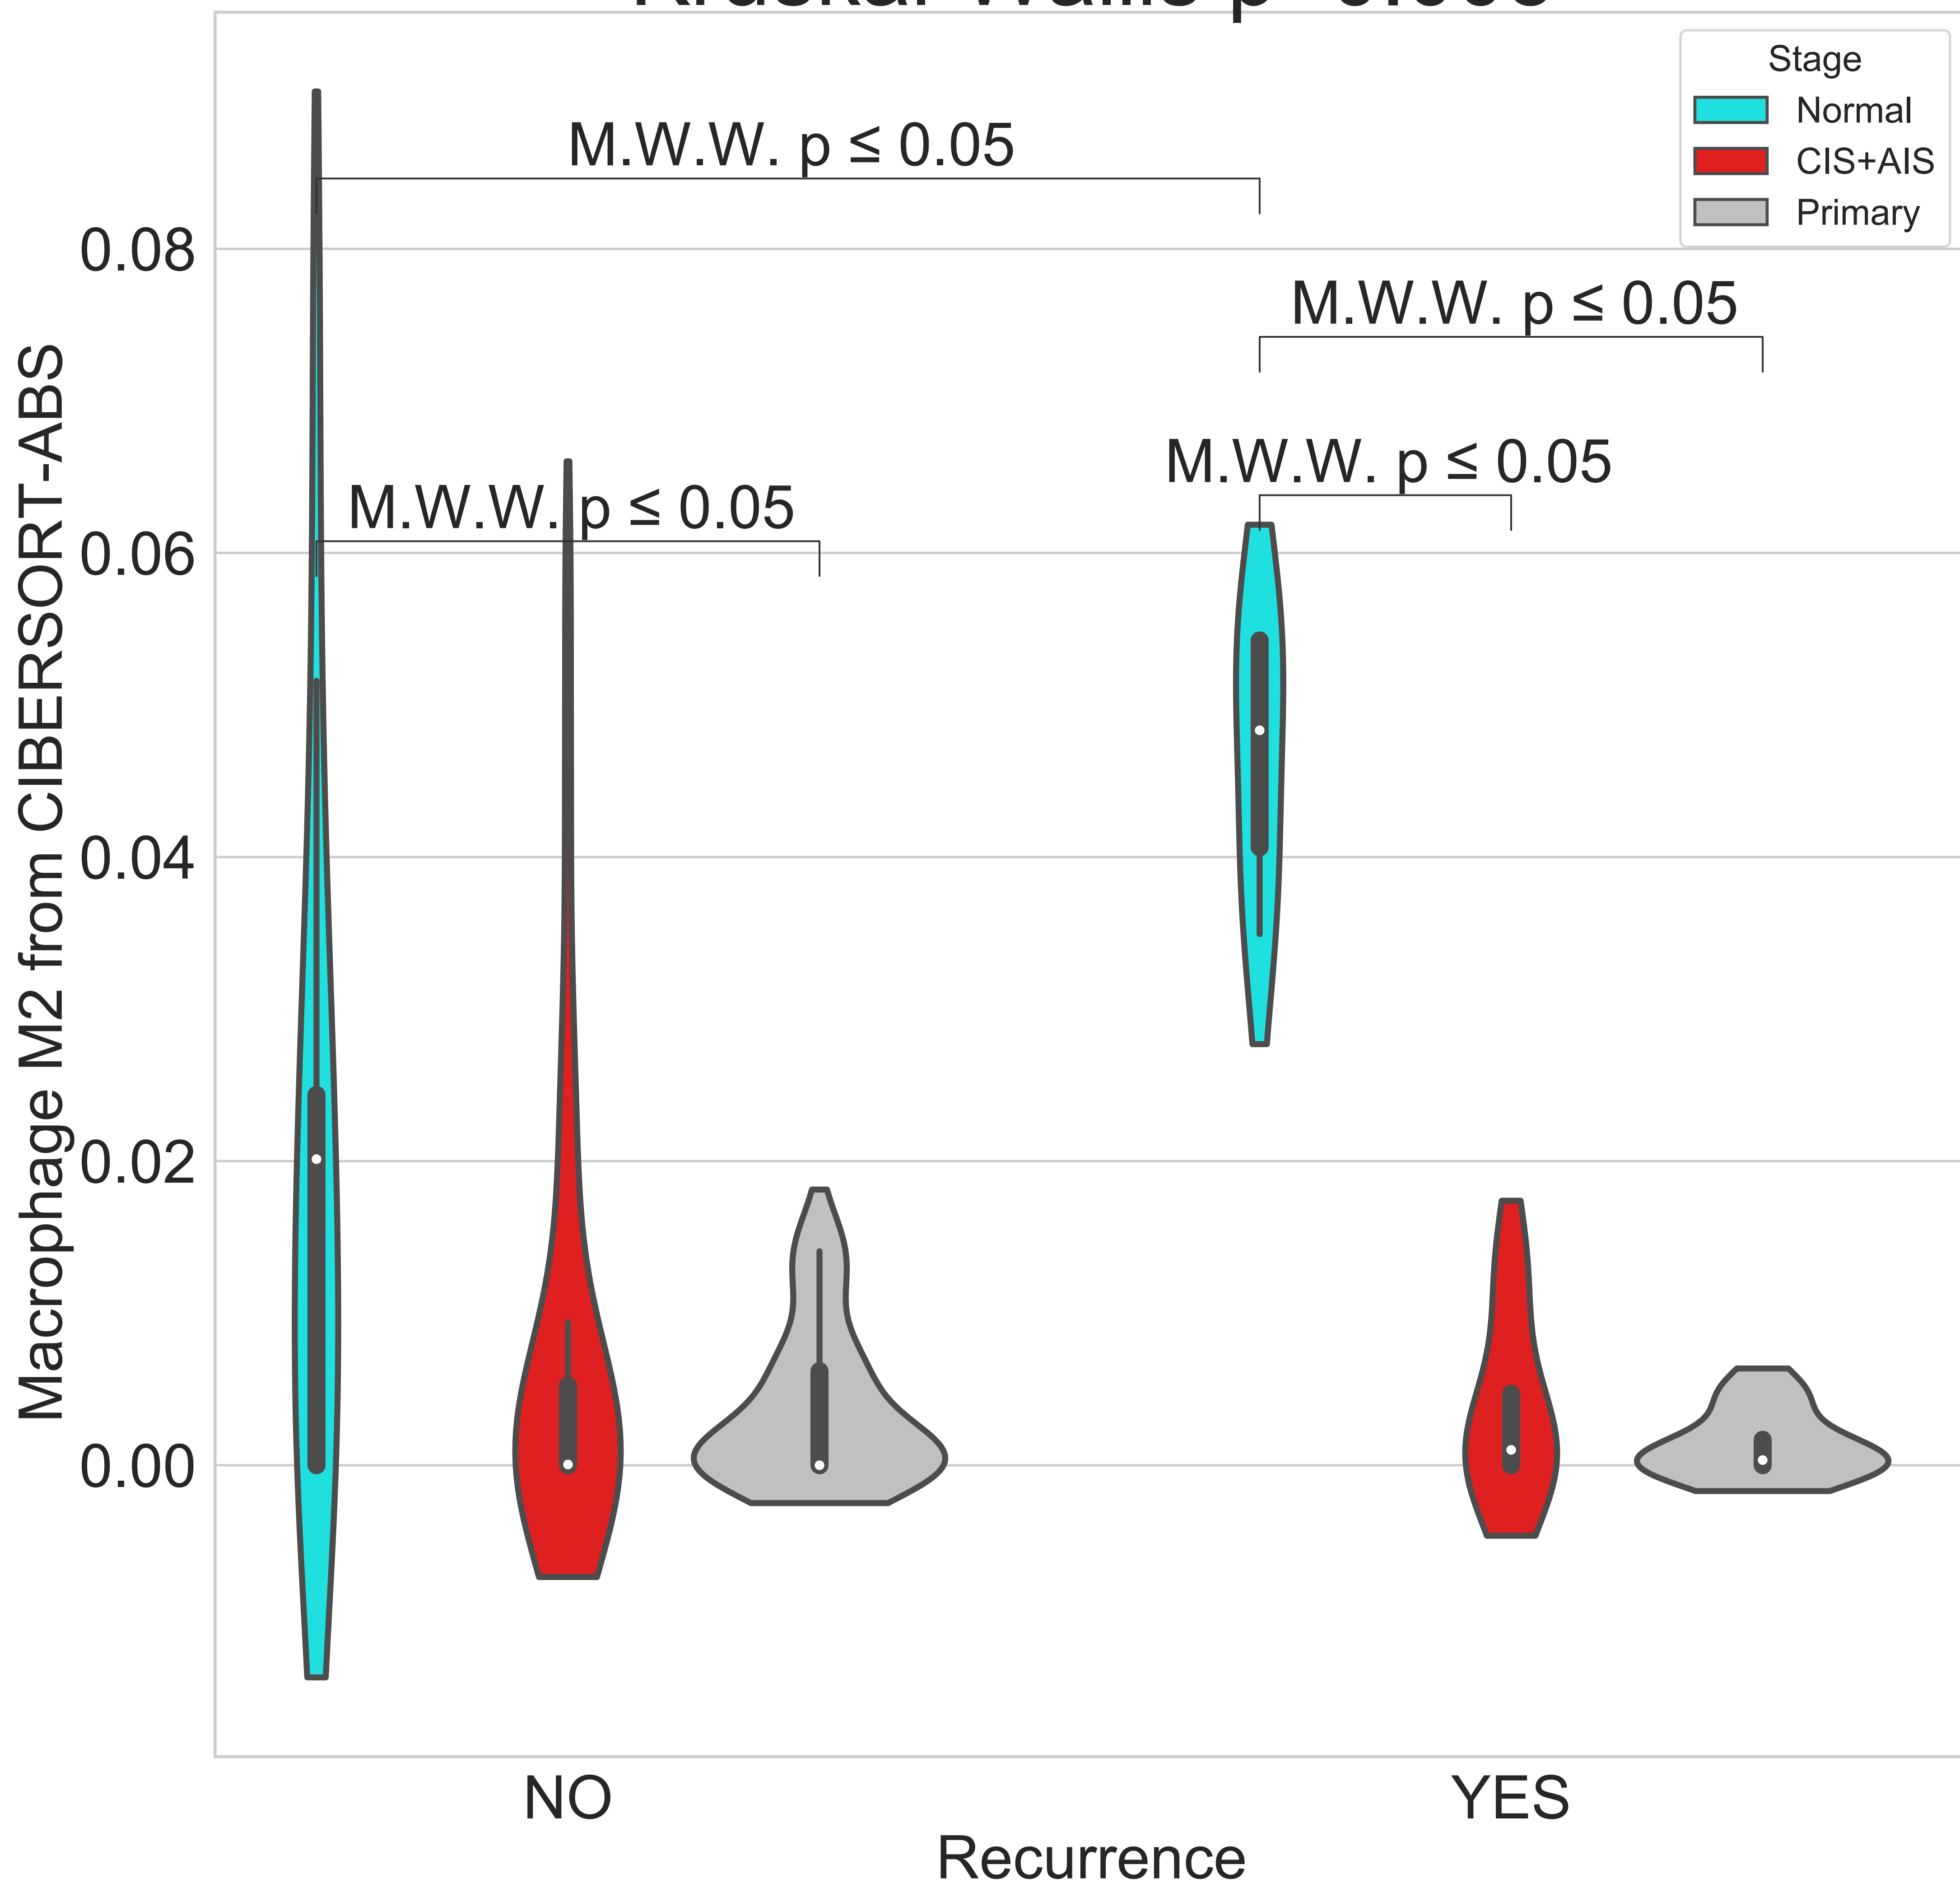 Stage
Normal
CIS+AIS
Primary
M.W.W. p ≤ 0.05
M.W.W. p ≤ 0.05
M.W.W. p ≤ 0.05
M.W.W. p ≤ 0.05
Macrophage M2 from CIBERSORT-ABS
0.08
0.06
0.04
0.02
0.00
NO
YES
Recurrence